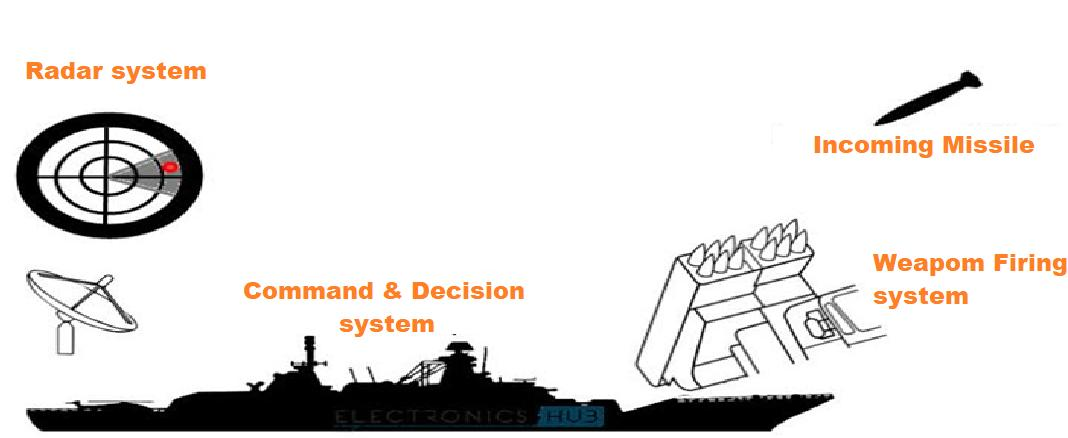 Radar system
Incoming Missile
Weapom Firing
system
Command & Decision
system
ELECTRONICS HUB